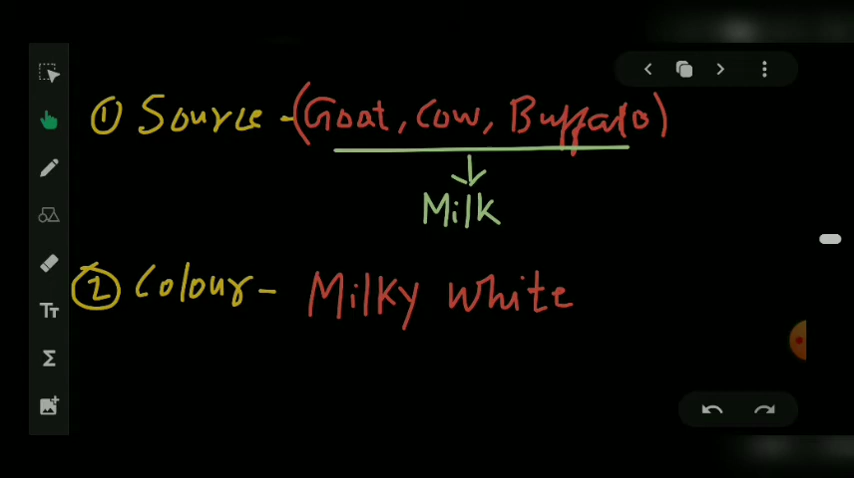 ① Source - (Goat, Cow, Buffalo)
Milk
② Colour - Milky white